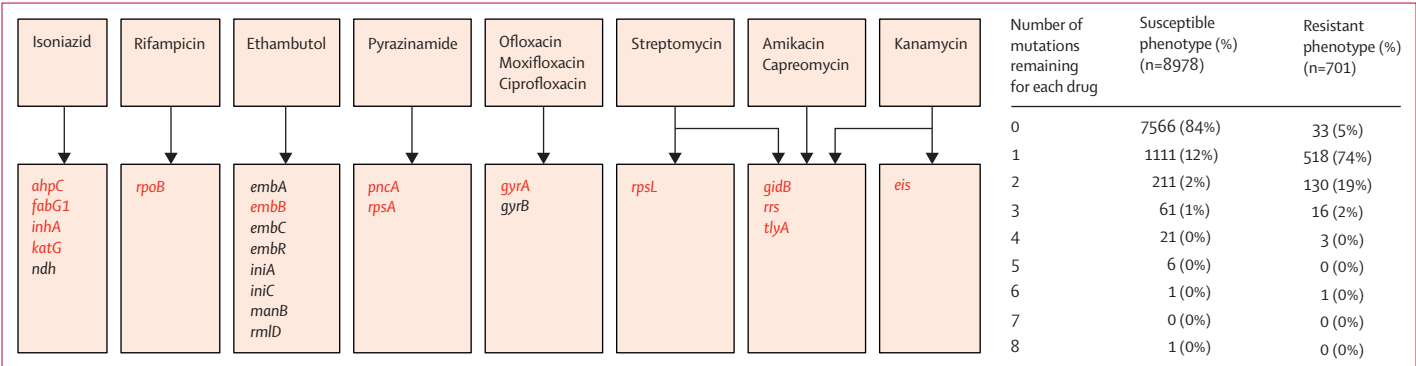 Isoniazid
Rifampicin
Ethambutol
Pyrazinamide
Ofloxacin
Moxifloxacin
Ciprofloxacin
Streptomycin
Amikacin
Capreomycin
Kanamycin
ahpC
fabG1
inhA
katG
ndh
rpoB
embA
embB
embC
embR
iniA
iniC
manB
rmlD
pncA
rpsA
gyrA
gyrB
rpsL
gidB
rrs
tlyA
eis
Number of
mutations
remaining
for each drug
Susceptible
phenotype (%)
(n=8978)
Resistant
phenotype (%)
(n=701)
0 7566 (84%) 33 (5%)
1 1111 (12%) 518 (74%)
2 211 (2%) 130 (19%)
3 61 (1%) 16 (2%)
4 21 (0%) 3 (0%)
5 6 (0%) 0 (0%)
6 1 (0%) 1 (0%)
7 0 (0%) 0 (0%)
8 1 (0%) 0 (0%)